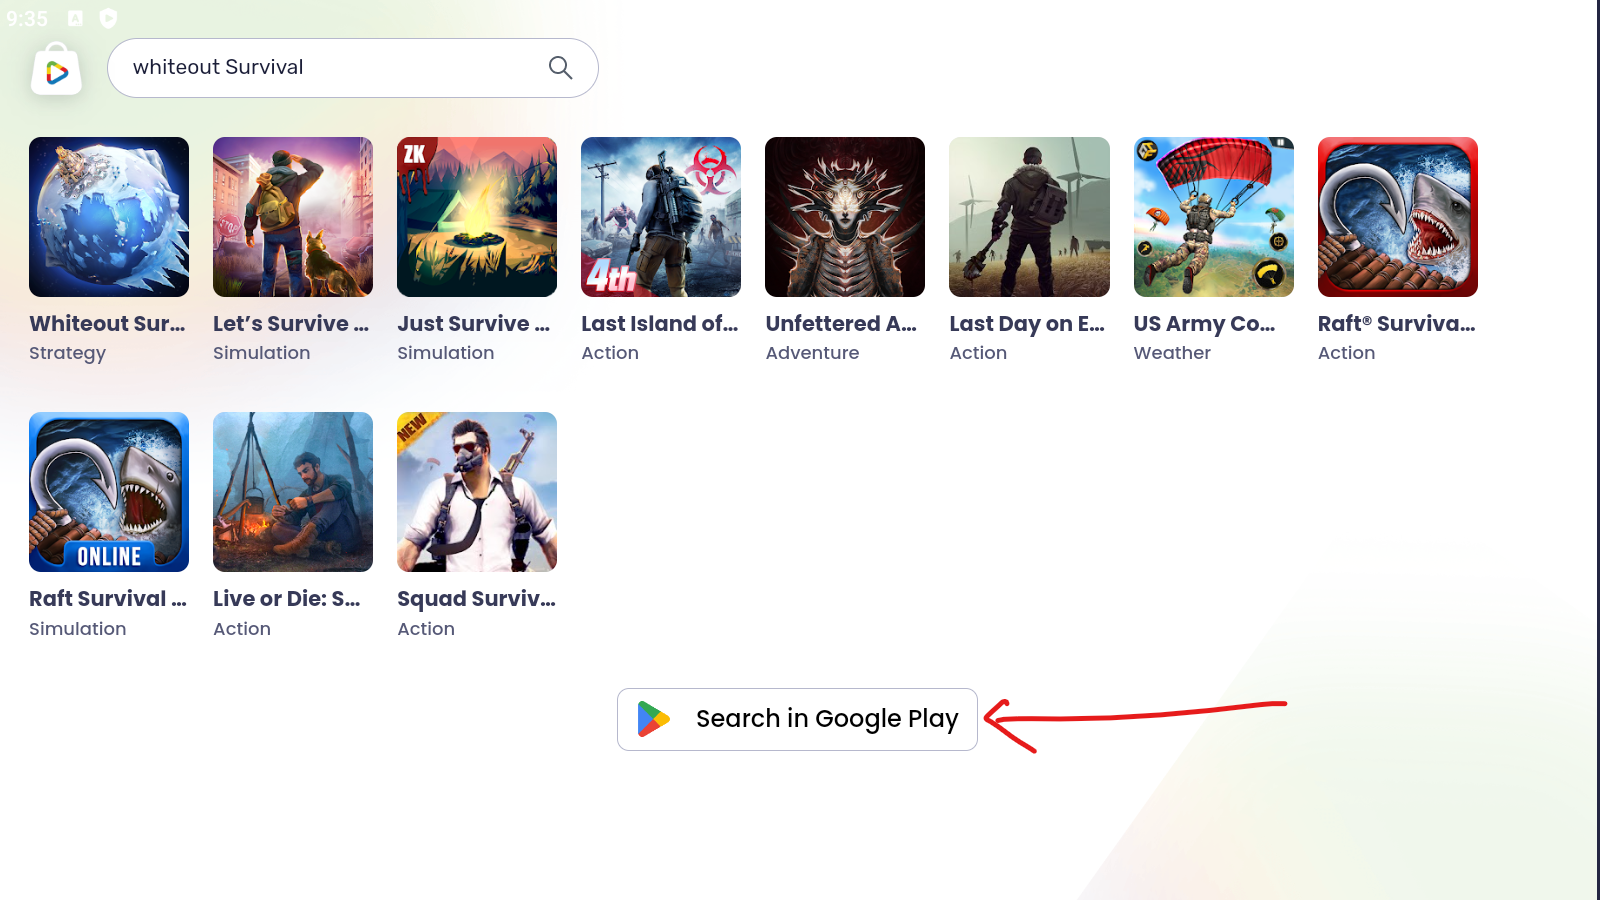 9:35
whiteout Survival
ZK
4th
STOP
Whiteout Sur...
Let's Survive ...
Just Survive ...
Last Island of...
Unfettered A...
Last Day on E...
US Army Co...
Raft® Surviva...
Strategy
Simulation
Simulation
Action
Adventure
Action
Weather
Action
ONLINE
NEW
Raft Survival ...
Live or Die: S...
Squad Surviv...
Simulation
Action
Action
Search in Google Play